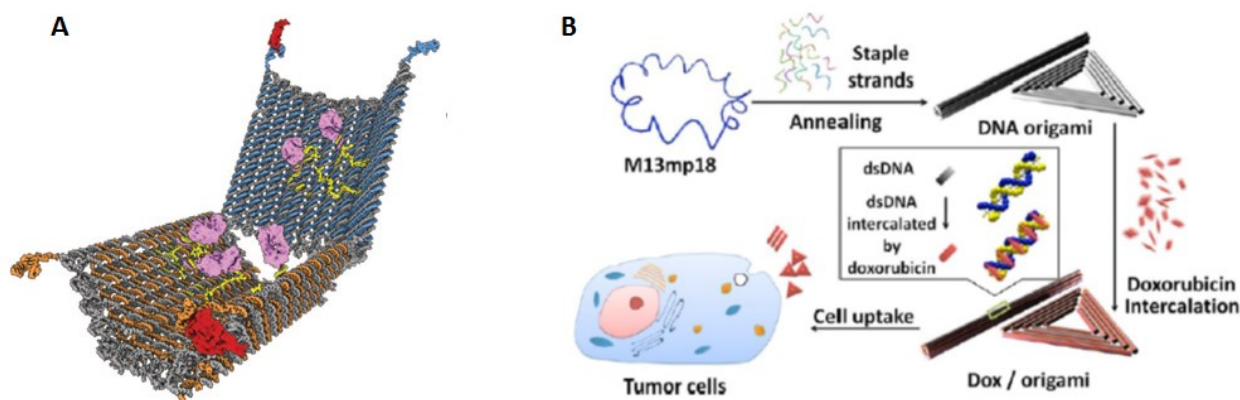 A
B
Staple
strands
Annealing
M13mp18
DNA origami
dsDNA
dsDNA
intercalated
by
doxorubicin
Doxorubicin
Intercalation
Cell uptake
Tumor cells
Dox / origami